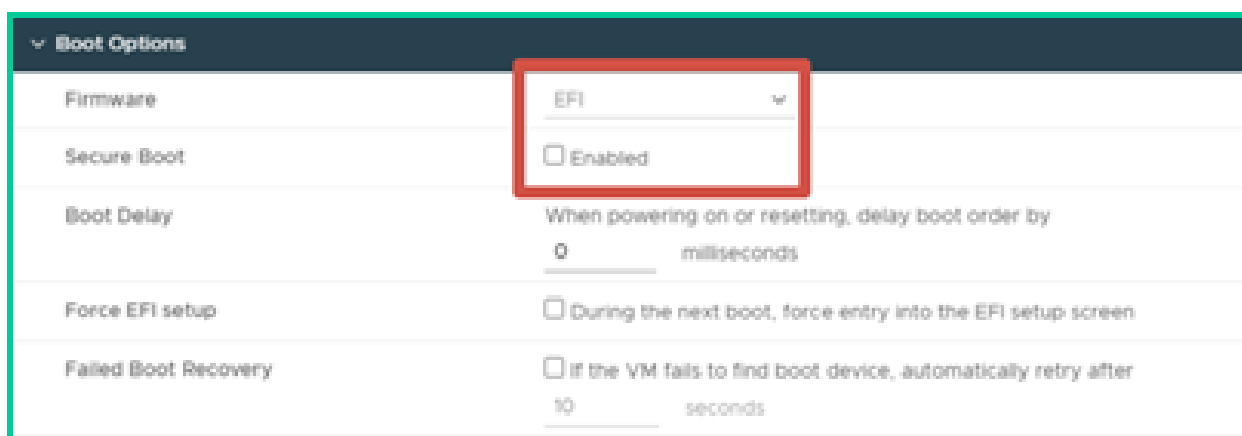 Boot Options
Firmware
EFI
Secure Boot
Enabled
Boot Delay
When powering on or resetting, delay boot order by
0 milliseconds
Force EFI setup
During the next boot, force entry into the EFI setup screen
Failed Boot Recovery
If the VM fails to find boot device, automatically retry after
10 seconds